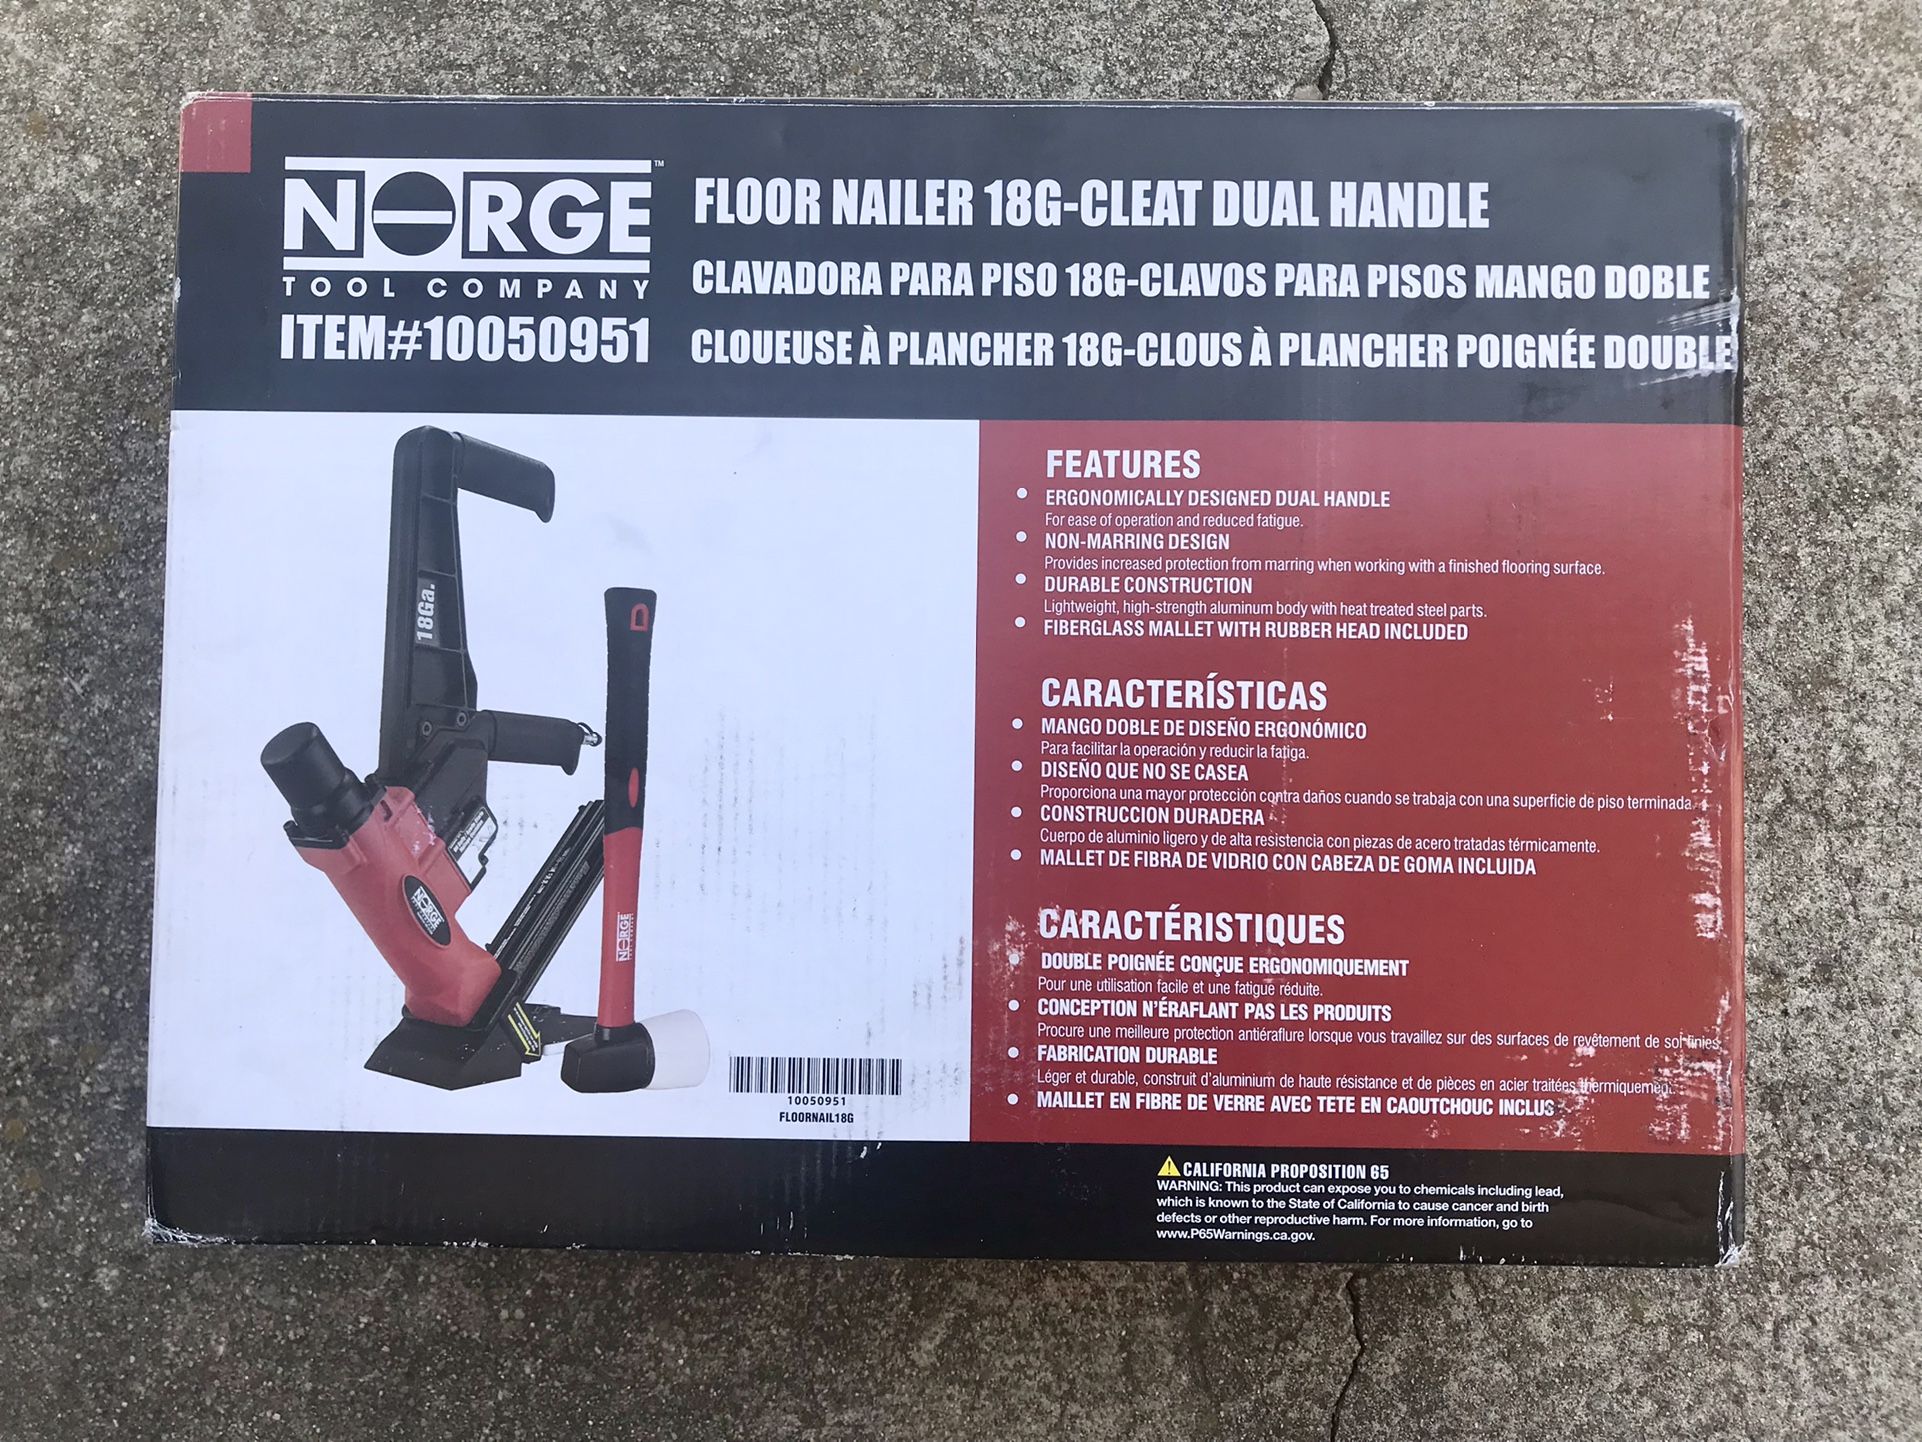 NORGE™
TOOL COMPANY
ITEM#10050951
FLOOR NAILER 18G-CLEAT DUAL HANDLE
CLAVADORA PARA PISO 18G-CLAVOS PARA PISOS MANGO DOBLE
CLOUEUSE À PLANCHER 18G-CLOUS À PLANCHER POIGNÉE DOUBLE
18Ga.
NORGE
NORGE
10050951
FLOORNAIL18G
FEATURES
• ERGONOMICALLY DESIGNED DUAL HANDLE
For ease of operation and reduced fatigue.
• NON-MARRING DESIGN
Provides increased protection from marring when working with a finished flooring surface.
• DURABLE CONSTRUCTION
Lightweight, high-strength aluminum body with heat treated steel parts.
• FIBERGLASS MALLET WITH RUBBER HEAD INCLUDED
CARACTERÍSTICAS
• MANGO DOBLE DE DISEÑO ERGONÓMICO
Para facilitar la operación y reducir la fatiga.
• DISEÑO QUE NO SE CASEA
Proporciona una mayor protección contra daños cuando se trabaja con una superficie de piso terminada.
• CONSTRUCCION DURADERA
Cuerpo de aluminio ligero y de alta resistencia con piezas de acero tratadas térmicamente.
• MALLET DE FIBRA DE VIDRIO CON CABEZA DE GOMA INCLUIDA
CARACTÉRISTIQUES
• DOUBLE POIGNÉE CONÇUE ERGONOMIQUEMENT
Pour une utilisation facile et une fatigue réduite.
• CONCEPTION N'ÉRAFLANT PAS LES PRODUITS
Procure une meilleure protection antiéraflure lorsque vous travaillez sur des surfaces de revêtement de sol finies.
• FABRICATION DURABLE
Léger et durable, construit d'aluminium de haute résistance et de pièces en acier traitées thermiquement.
• MAILLET EN FIBRE DE VERRE AVEC TETE EN CAOUTCHOUC INCLUS
CALIFORNIA PROPOSITION 65
WARNING: This product can expose you to chemicals including lead,
which is known to the State of California to cause cancer and birth
defects or other reproductive harm. For more information, go to
www.P65Warnings.ca.gov.